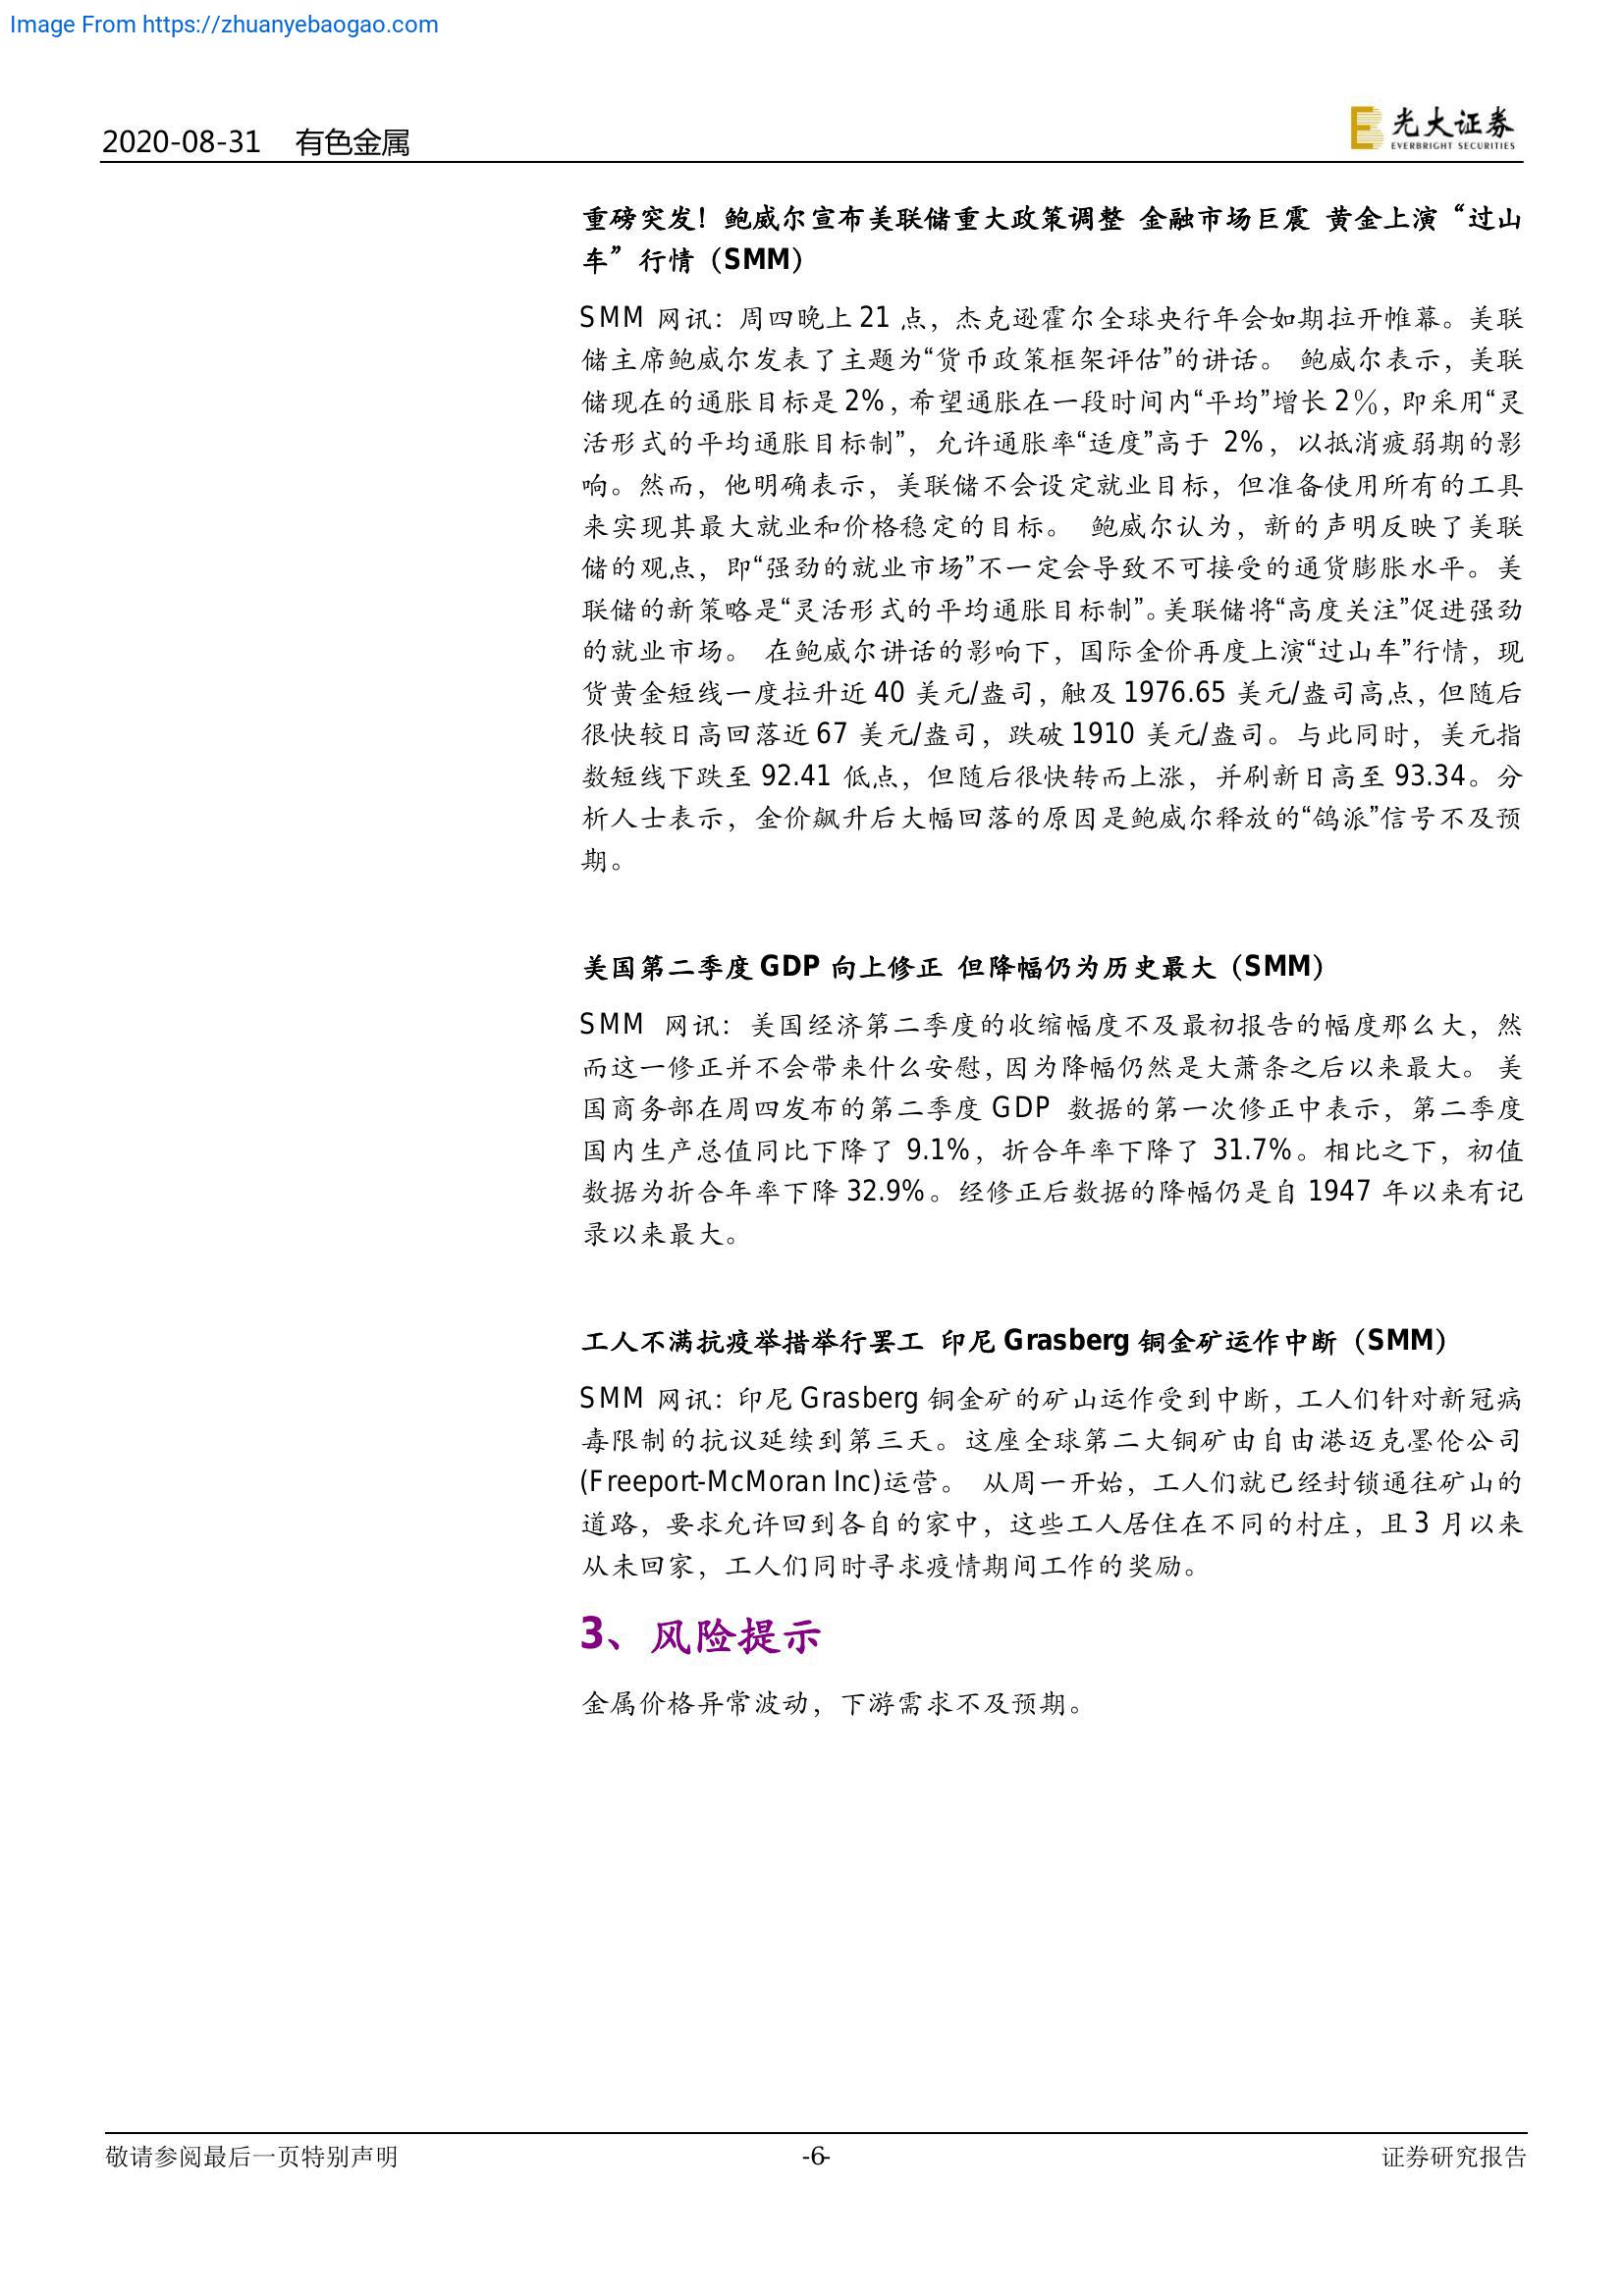 Image From https://zhuanyebaogao.com
2020-08-31 有色金属
光大证券
EVERBRIGHT SECURITIES
重磅突发！鲍威尔宣布美联储重大政策调整 金融市场巨震 黄金上演“过山
车”行情（SMM）
SMM 网讯：周四晚上 21 点，杰克逊霍尔全球央行年会如期拉开帷幕。美联
储主席鲍威尔发表了主题为“货币政策框架评估”的讲话。 鲍威尔表示，美联
储现在的通胀目标是 2%，希望通胀在一段时间内“平均”增长 2％，即采用“灵
活形式的平均通胀目标制”，允许通胀率“适度”高于 2%，以抵消疲弱期的影
响。然而，他明确表示，美联储不会设定就业目标，但准备使用所有的工具
来实现其最大就业和价格稳定的目标。 鲍威尔认为，新的声明反映了美联
储的观点，即“强劲的就业市场”不一定会导致不可接受的通货膨胀水平。美
联储的新策略是“灵活形式的平均通胀目标制”。美联储将“高度关注”促进强劲
的就业市场。 在鲍威尔讲话的影响下，国际金价再度上演“过山车”行情，现
货黄金短线一度拉升近 40 美元/盎司，触及 1976.65 美元/盎司高点，但随后
很快较日高回落近 67 美元/盎司，跌破 1910 美元/盎司。与此同时，美元指
数短线下跌至 92.41 低点，但随后很快转而上涨，并刷新日高至 93.34。分
析人士表示，金价飙升后大幅回落的原因是鲍威尔释放的“鸽派”信号不及预
期。
美国第二季度 GDP 向上修正 但降幅仍为历史最大（SMM）
SMM 网讯：美国经济第二季度的收缩幅度不及最初报告的幅度那么大，然
而这一修正并不会带来什么安慰，因为降幅仍然是大萧条之后以来最大。 美
国商务部在周四发布的第二季度 GDP 数据的第一次修正中表示，第二季度
国内生产总值同比下降了 9.1%，折合年率下降了 31.7%。相比之下，初值
数据为折合年率下降 32.9%。经修正后数据的降幅仍是自 1947 年以来有记
录以来最大。
工人不满抗疫举措举行罢工 印尼 Grasberg 铜金矿运作中断（SMM）
SMM 网讯：印尼 Grasberg 铜金矿的矿山运作受到中断，工人们针对新冠病
毒限制的抗议延续到第三天。这座全球第二大铜矿由自由港迈克墨伦公司
(Freeport-McMoran Inc)运营。 从周一开始，工人们就已经封锁通往矿山的
道路，要求允许回到各自的家中，这些工人居住在不同的村庄，且 3 月以来
从未回家，工人们同时寻求疫情期间工作的奖励。
3、风险提示
金属价格异常波动，下游需求不及预期。
敬请参阅最后一页特别声明 -6- 证券研究报告